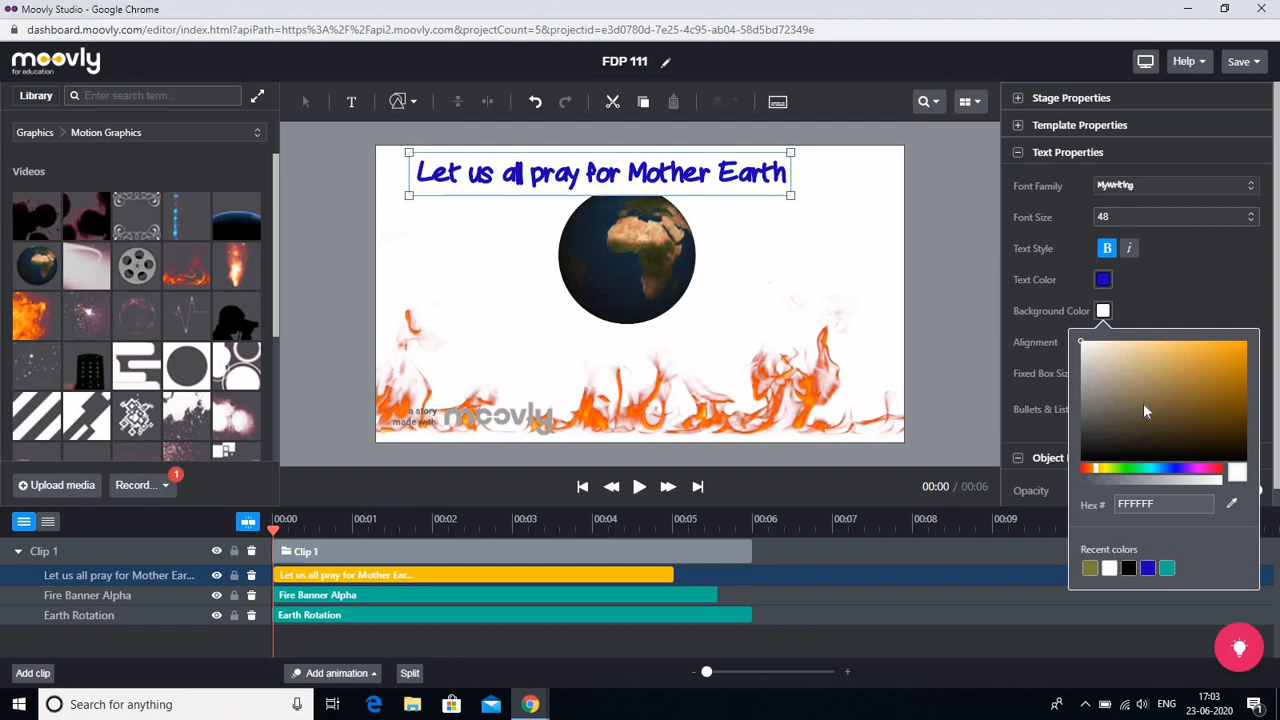 Moovly Studio - Google Chrome
dashboard.moovly.com/editor/index.html?apiPath=https%3A%2F%2Fapi2.moovly.com&projectCount=5&projectid=e3d0780d-7e25-4c95-ab04-58d5bd74549e
moovly
for education
FDP 111
Help
Save
Library
Enter search term...
T
Stage Properties
Graphics
Motion Graphics
Template Properties
Videos
Text Properties
Let us all pray for Mother Earth
Font Family
MyWriting
Font Size
48
Text Style
B
i
Text Color
Background Color
Alignment
Fixed Box Siz
Bullets & List
a story
made with
moovly
Object
Opacity
Hex #
FFFFFF
Recent colors
Upload media
Record...
1
00:00 / 00:06
00:00
00:01
00:02
00:03
00:04
00:05
00:06
00:07
00:08
00:09
Clip 1
Clip 1
Let us all pray for Mother Ear...
Let us all pray for Mother Ear...
Fire Banner Alpha
Fire Banner Alpha
Earth Rotation
Earth Rotation
Add clip
Add animation
Split
-
+
Search for anything
ENG
17:03
23-06-2020
1